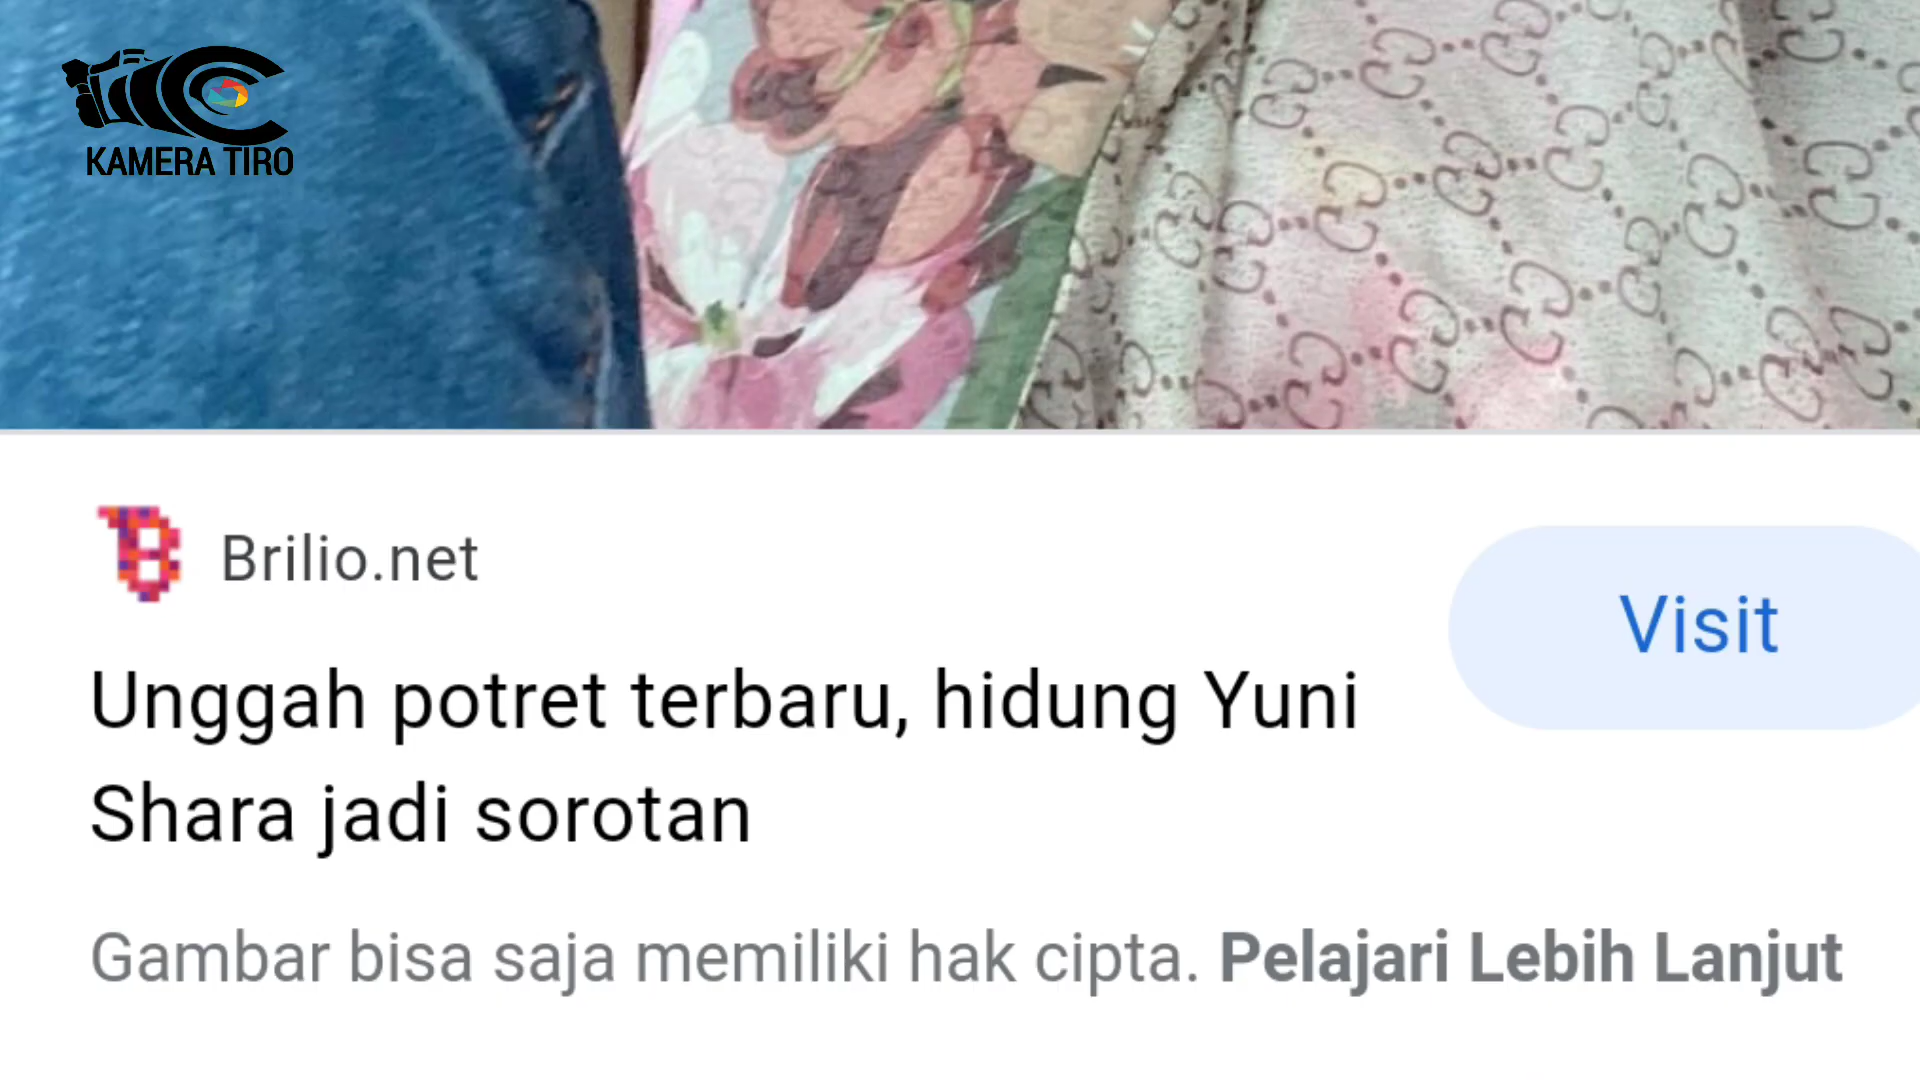 KAMERA TIRO
Brilio.net
Visit
Unggah potret terbaru, hidung Yuni
Shara jadi sorotan
Gambar bisa saja memiliki hak cipta. Pelajari Lebih Lanjut